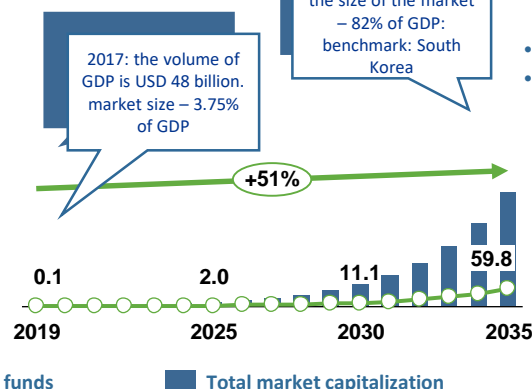 the size of the market
– 82% of GDP:
benchmark: South
Korea
2017: the volume of
GDP is USD 48 billion.
market size – 3.75%
of GDP
+51%
0.1
2.0
11.1
59.8
2019
2025
2030
2035
funds
Total market capitalization